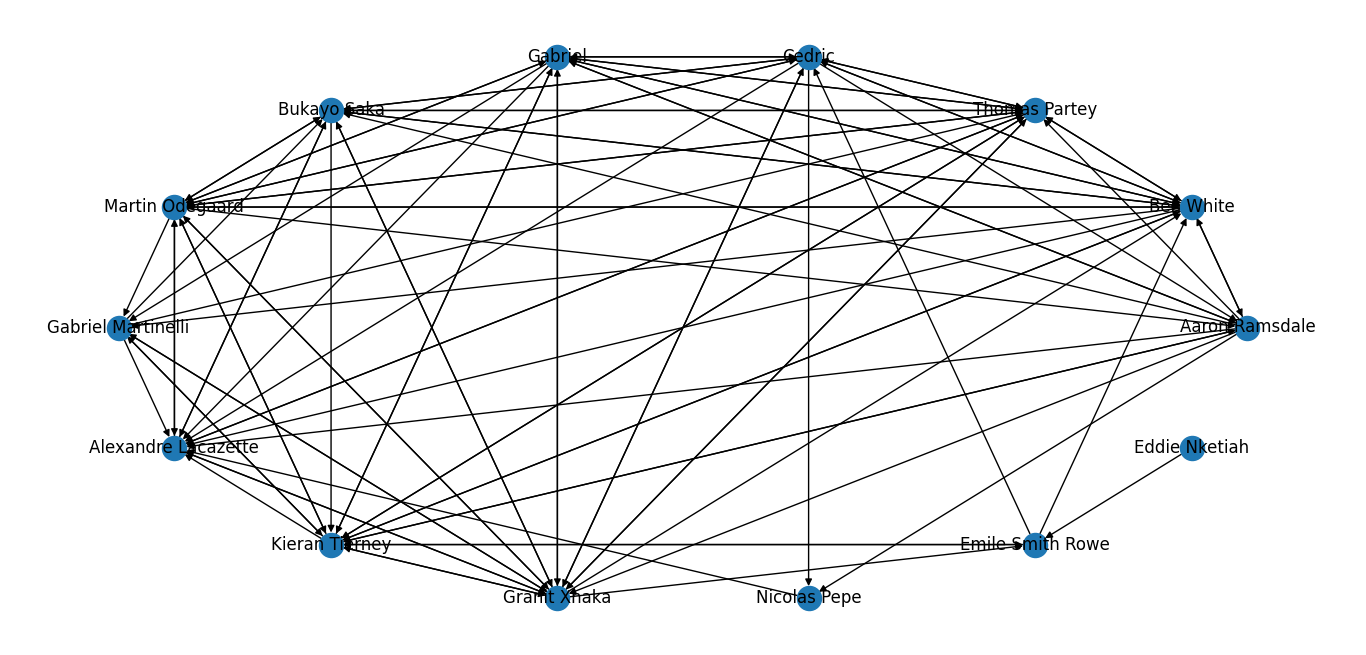 Gabriel
Cedric
Bukayo Saka
Thomas Partey
Martin Odegaard
Ben White
Gabriel Martinelli
Aaron Ramsdale
Alexandre Lacazette
Eddie Nketiah
Kieran Tierney
Emile Smith Rowe
Granit Xhaka
Nicolas Pepe